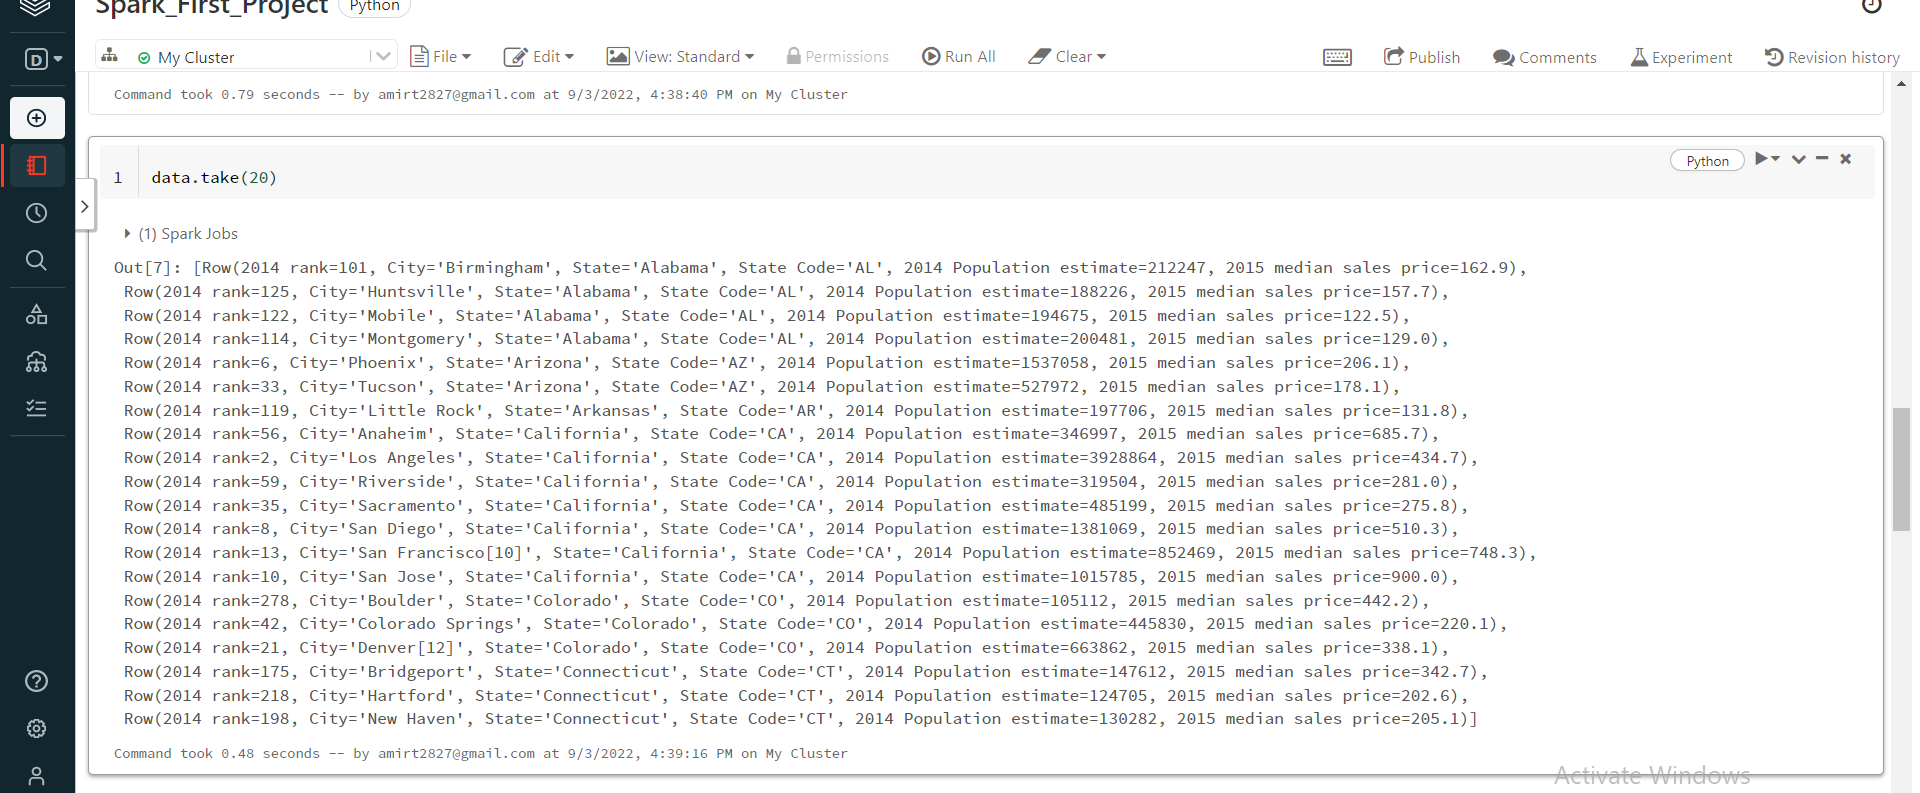 Spark_First_Project Python
D My Cluster File Edit View: Standard Permissions Run All Clear Publish Comments Experiment Revision history
Command took 0.79 seconds -- by amirt2827@gmail.com at 9/3/2022, 4:38:40 PM on My Cluster
Python
1 data.take(20)
(1) Spark Jobs
Out[7]: [Row(2014 rank=101, City='Birmingham', State='Alabama', State Code='AL', 2014 Population estimate=212247, 2015 median sales price=162.9),
Row(2014 rank=125, City='Huntsville', State='Alabama', State Code='AL', 2014 Population estimate=188226, 2015 median sales price=157.7),
Row(2014 rank=122, City='Mobile', State='Alabama', State Code='AL', 2014 Population estimate=194675, 2015 median sales price=122.5),
Row(2014 rank=114, City='Montgomery', State='Alabama', State Code='AL', 2014 Population estimate=200481, 2015 median sales price=129.0),
Row(2014 rank=6, City='Phoenix', State='Arizona', State Code='AZ', 2014 Population estimate=1537058, 2015 median sales price=206.1),
Row(2014 rank=33, City='Tucson', State='Arizona', State Code='AZ', 2014 Population estimate=527972, 2015 median sales price=178.1),
Row(2014 rank=119, City='Little Rock', State='Arkansas', State Code='AR', 2014 Population estimate=197706, 2015 median sales price=131.8),
Row(2014 rank=56, City='Anaheim', State='California', State Code='CA', 2014 Population estimate=346997, 2015 median sales price=685.7),
Row(2014 rank=2, City='Los Angeles', State='California', State Code='CA', 2014 Population estimate=3928864, 2015 median sales price=434.7),
Row(2014 rank=59, City='Riverside', State='California', State Code='CA', 2014 Population estimate=319504, 2015 median sales price=281.0),
Row(2014 rank=35, City='Sacramento', State='California', State Code='CA', 2014 Population estimate=485199, 2015 median sales price=275.8),
Row(2014 rank=8, City='San Diego', State='California', State Code='CA', 2014 Population estimate=1381069, 2015 median sales price=510.3),
Row(2014 rank=13, City='San Francisco[10]', State='California', State Code='CA', 2014 Population estimate=852469, 2015 median sales price=748.3),
Row(2014 rank=10, City='San Jose', State='California', State Code='CA', 2014 Population estimate=1015785, 2015 median sales price=900.0),
Row(2014 rank=278, City='Boulder', State='Colorado', State Code='CO', 2014 Population estimate=105112, 2015 median sales price=442.2),
Row(2014 rank=42, City='Colorado Springs', State='Colorado', State Code='CO', 2014 Population estimate=445830, 2015 median sales price=220.1),
Row(2014 rank=21, City='Denver[12]', State='Colorado', State Code='CO', 2014 Population estimate=663862, 2015 median sales price=338.1),
Row(2014 rank=175, City='Bridgeport', State='Connecticut', State Code='CT', 2014 Population estimate=147612, 2015 median sales price=342.7),
Row(2014 rank=218, City='Hartford', State='Connecticut', State Code='CT', 2014 Population estimate=124705, 2015 median sales price=202.6),
Row(2014 rank=198, City='New Haven', State='Connecticut', State Code='CT', 2014 Population estimate=130282, 2015 median sales price=205.1)]
Command took 0.48 seconds -- by amirt2827@gmail.com at 9/3/2022, 4:39:16 PM on My Cluster
Activate Windows